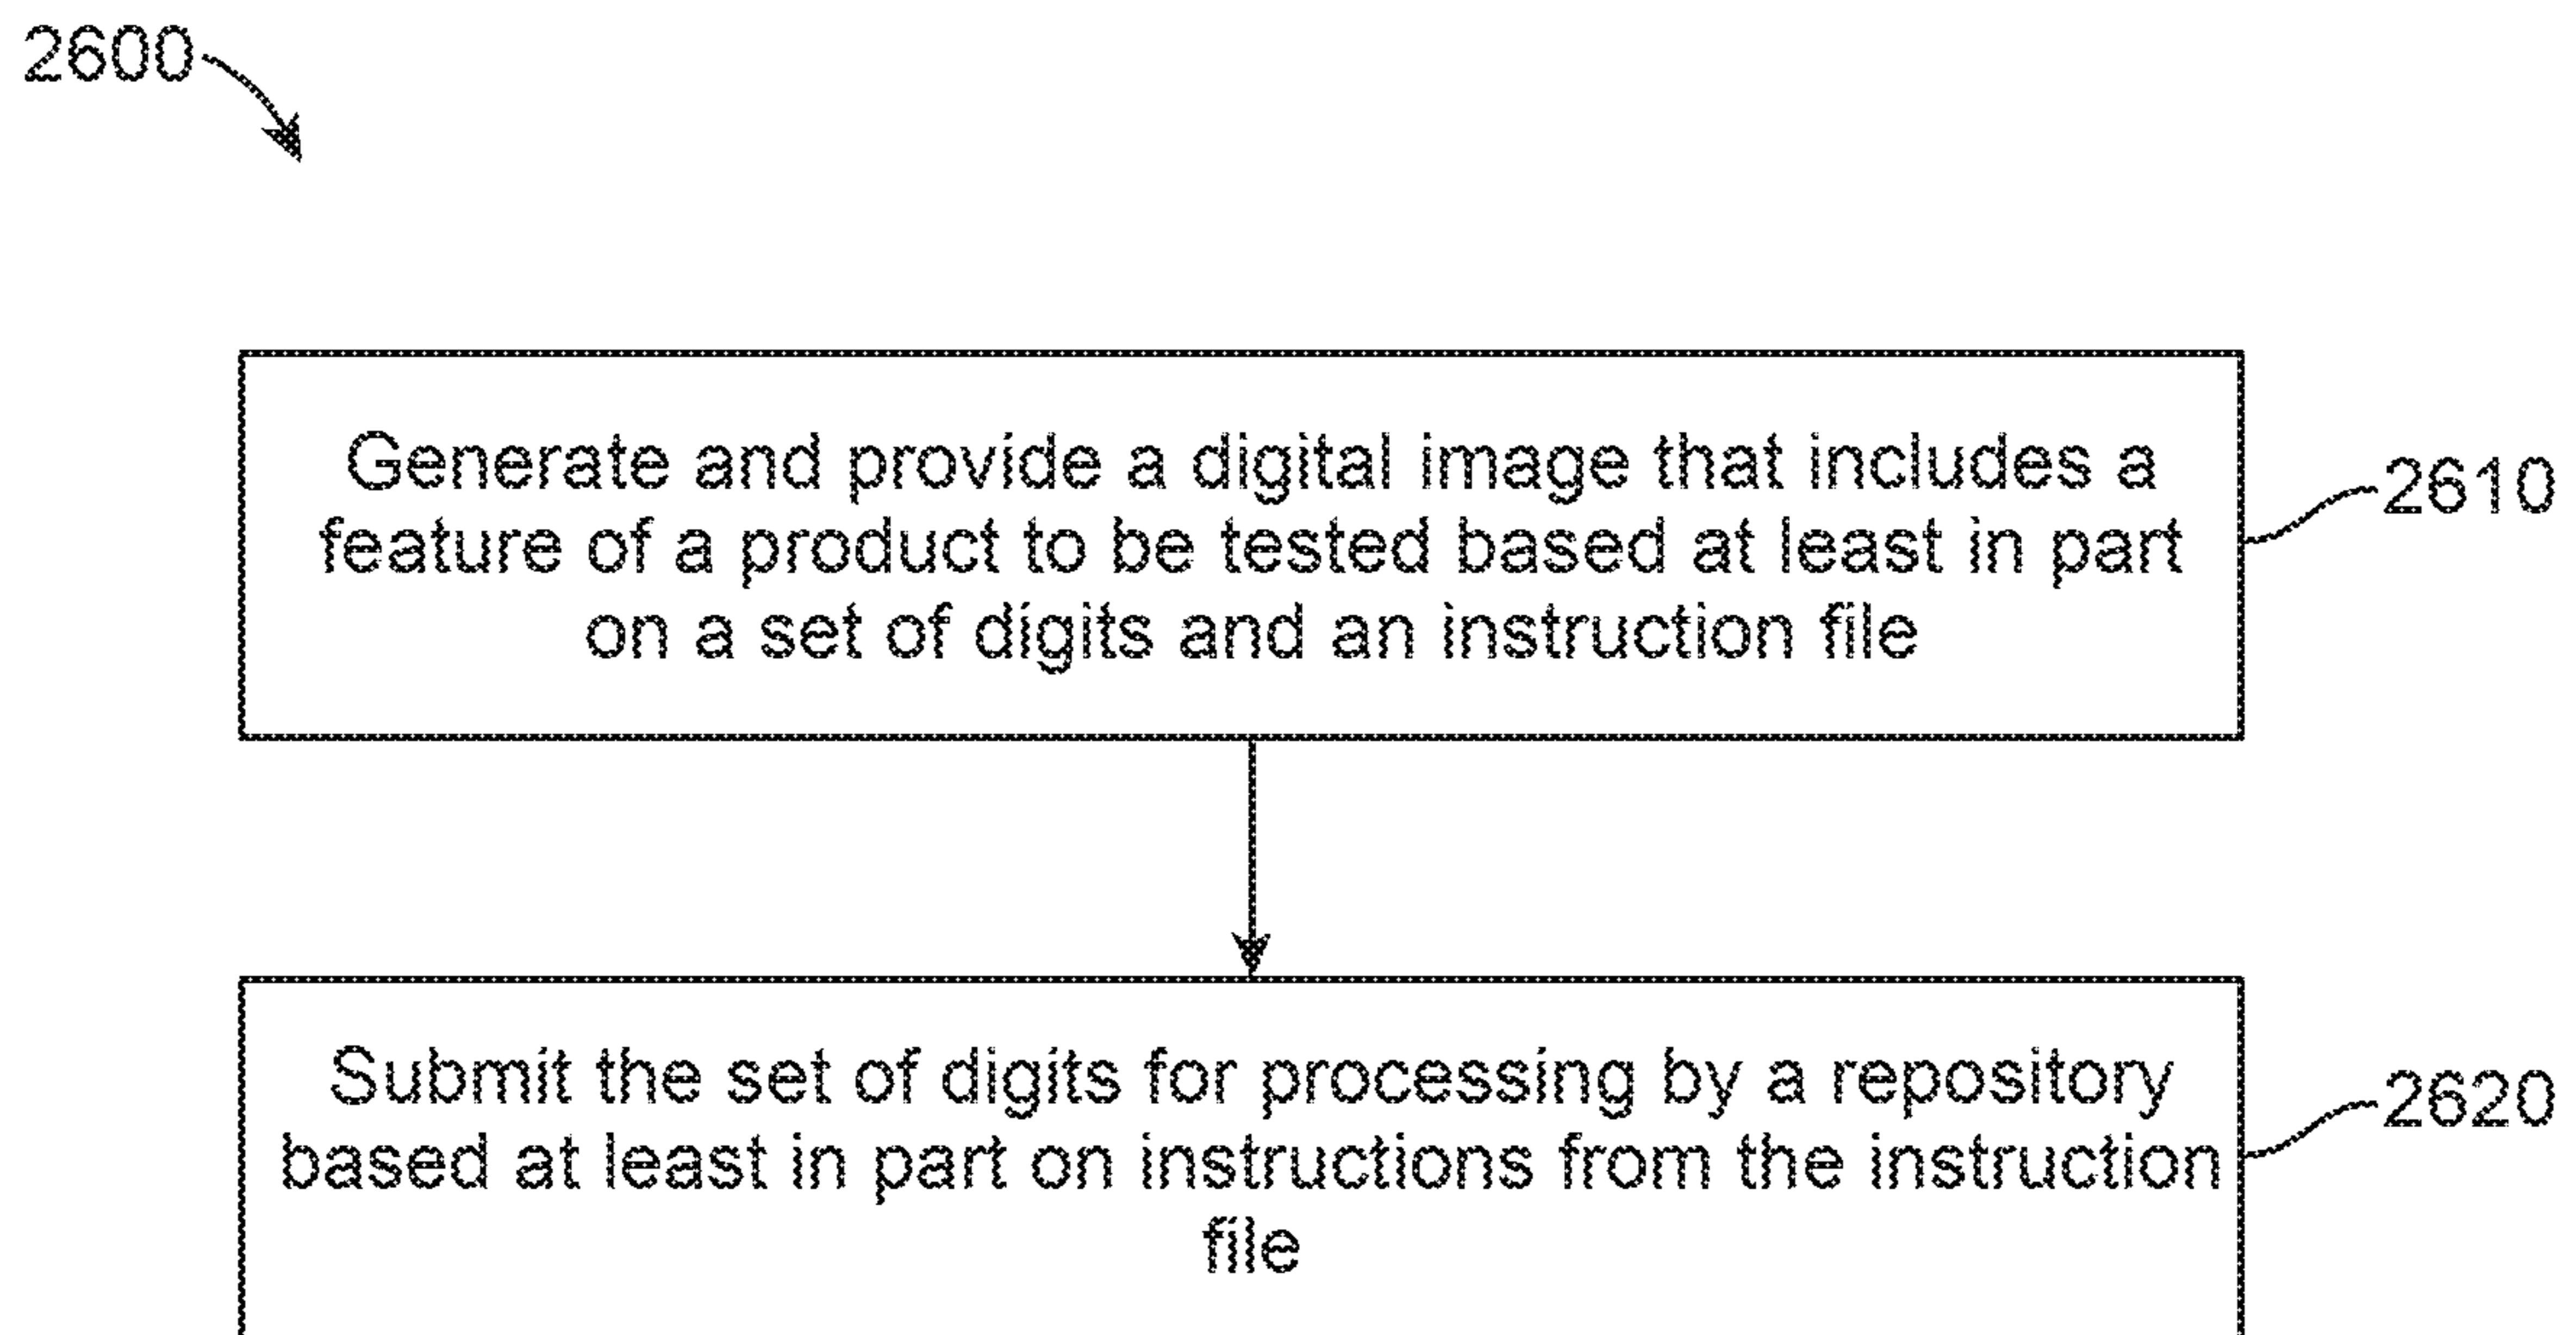 2600
Generate and provide a digital image that includes a
feature of a product to be tested based at least in part
on a set of digits and an instruction file
2610
Submit the set of digits for processing by a repository
based at least in part on instructions from the instruction
file
2620